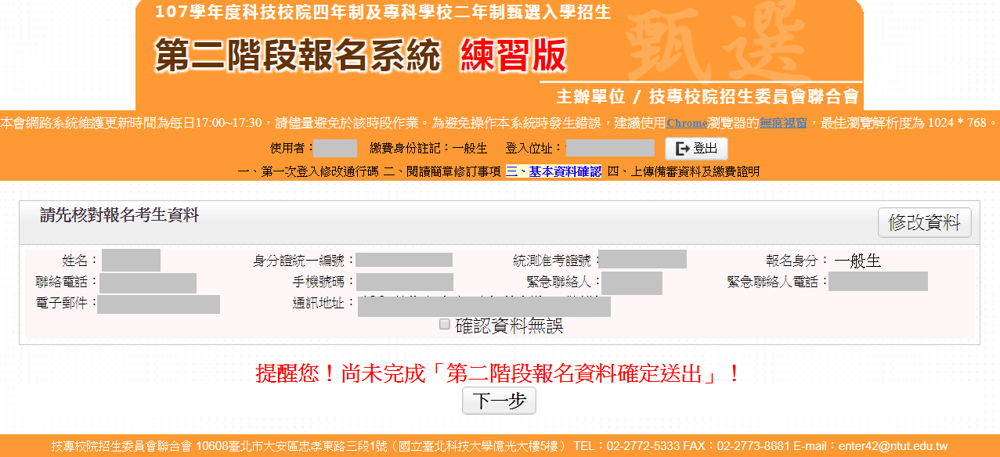 107學年度科技校院四年制及專科學校二年制甄選入學招生
甄選
第二階段報名系統 練習版
主辦單位 / 技專校院招生委員會聯合會
本會網路系統維護更新時間為每日17:00~17:30，請儘量避免於該時段作業。為避免操作本系統時發生錯誤，建議使用Chrome瀏覽器的無痕視窗，最佳瀏覽解析度為 1024 * 768。
使用者： 繳費身份註記：一般生 登入位址： 登出
一、第一次登入修改通行碼 二、閱讀簡章修訂事項 三、基本資料確認 四、上傳備審資料及繳費證明
請先核對報名考生資料 修改資料
姓名： 身分證統一編號： 統測准考證號： 報名身分： 一般生
聯絡電話： 手機號碼： 緊急聯絡人： 緊急聯絡人電話：
電子郵件： 通訊地址：
確認資料無誤
提醒您！尚未完成「第二階段報名資料確定送出」！
下一步
技專校院招生委員會聯合會 10608臺北市大安區忠孝東路三段1號（國立臺北科技大學億光大樓5樓） TEL：02-2772-5333 FAX：02-2773-8881 E-mail：enter42@ntut.edu.tw